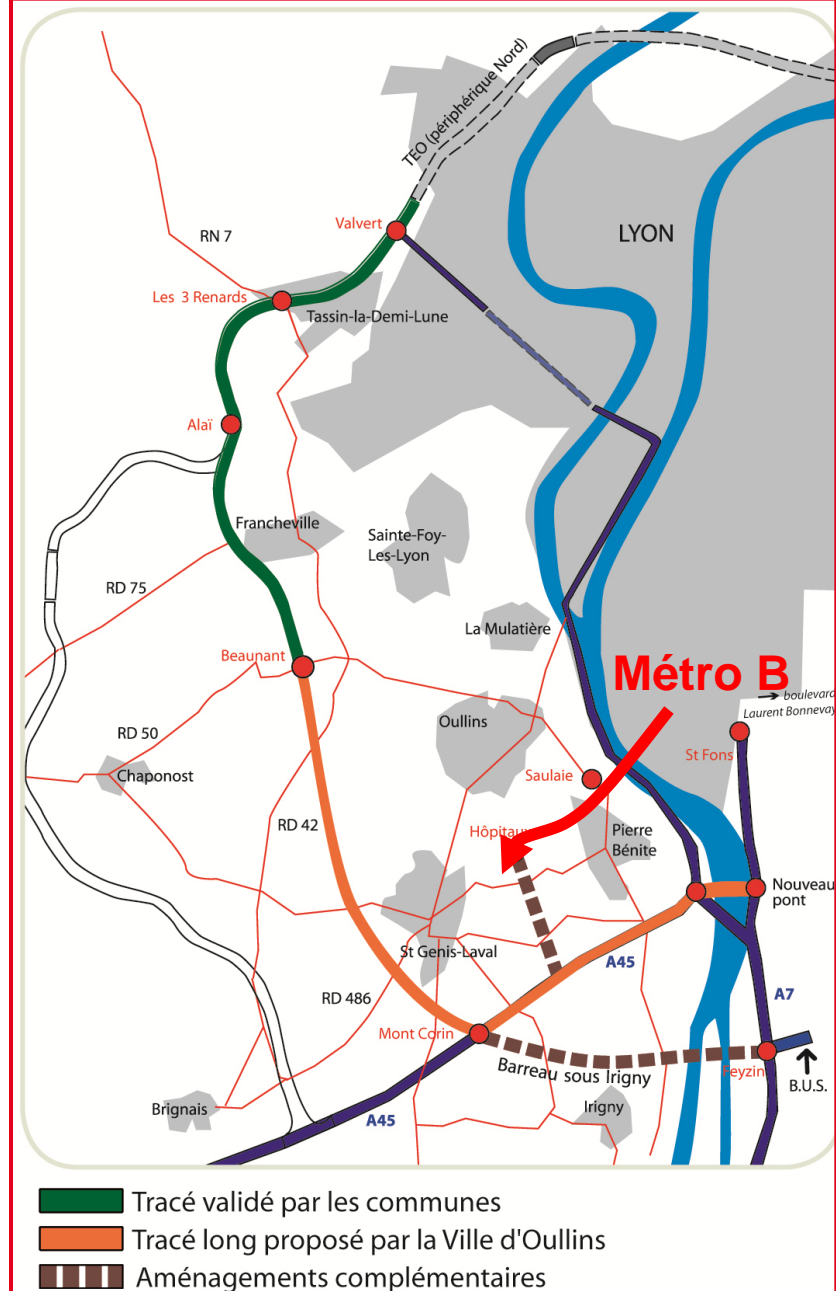 TEO (périphérique Nord)
RN 7
Valvert
LYON
Les 3 Renards
Tassin-la-Demi-Lune
Alaï
Francheville
Sainte-Foy-
Les-Lyon
RD 75
La Mulatière
Beaunant
Métro B
boulevard
Laurent Bonnevay
RD 50
Oullins
St Fons
Chaponost
Saulaie
RD 42
Hôpitaux
Pierre
Bénite
Nouveau
pont
St Genis-Laval
A45
RD 486
A7
Mont Corin
Barreau sous Irigny
Feyzin
B.U.S.
Brignais
Irigny
A45
Tracé validé par les communes
Tracé long proposé par la Ville d'Oullins
Aménagements complémentaires